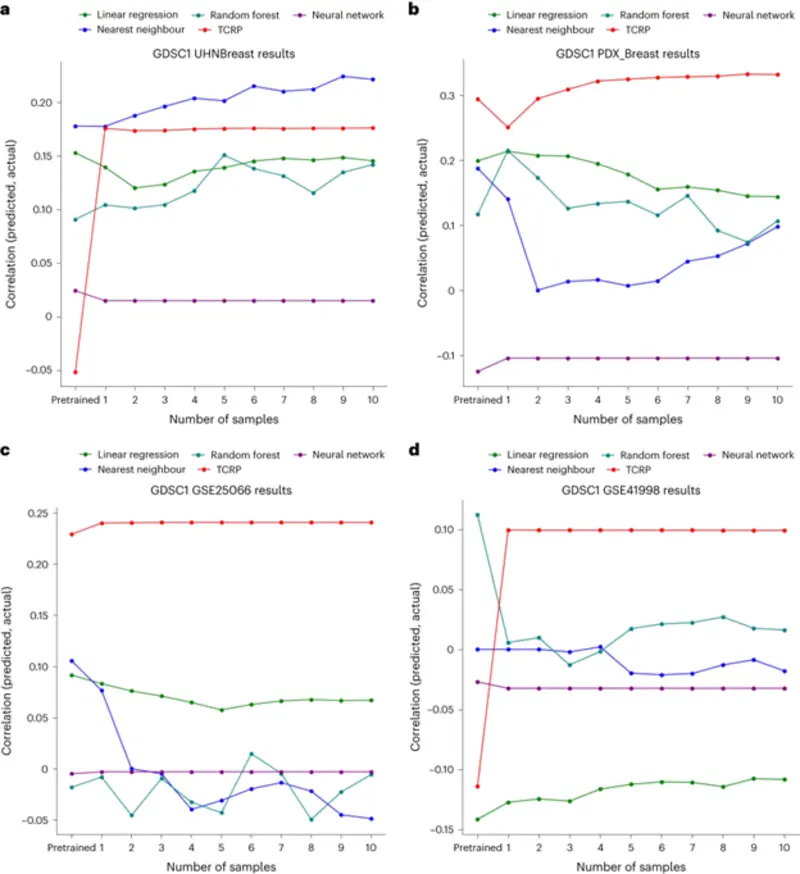 a
Linear regression Random forest Neural network
Nearest neighbour TCRP
GDSC1 UHNBreast results
0.20
0.15
0.10
0.05
0
–0.05
Correlation (predicted, actual)
Pretrained 1 2 3 4 5 6 7 8 9 10
Number of samples
b
Linear regression Random forest Neural network
Nearest neighbour TCRP
GDSC1 PDX_Breast results
0.3
0.2
0.1
0
–0.1
Correlation (predicted, actual)
Pretrained 1 2 3 4 5 6 7 8 9 10
Number of samples
c
Linear regression Random forest Neural network
Nearest neighbour TCRP
GDSC1 GSE25066 results
0.25
0.20
0.15
0.10
0.05
0
–0.05
Correlation (predicted, actual)
Pretrained 1 2 3 4 5 6 7 8 9 10
Number of samples
d
Linear regression Random forest Neural network
Nearest neighbour TCRP
GDSC1 GSE41998 results
0.10
0.05
0
–0.05
–0.10
–0.15
Correlation (predicted, actual)
Pretrained 1 2 3 4 5 6 7 8 9 10
Number of samples